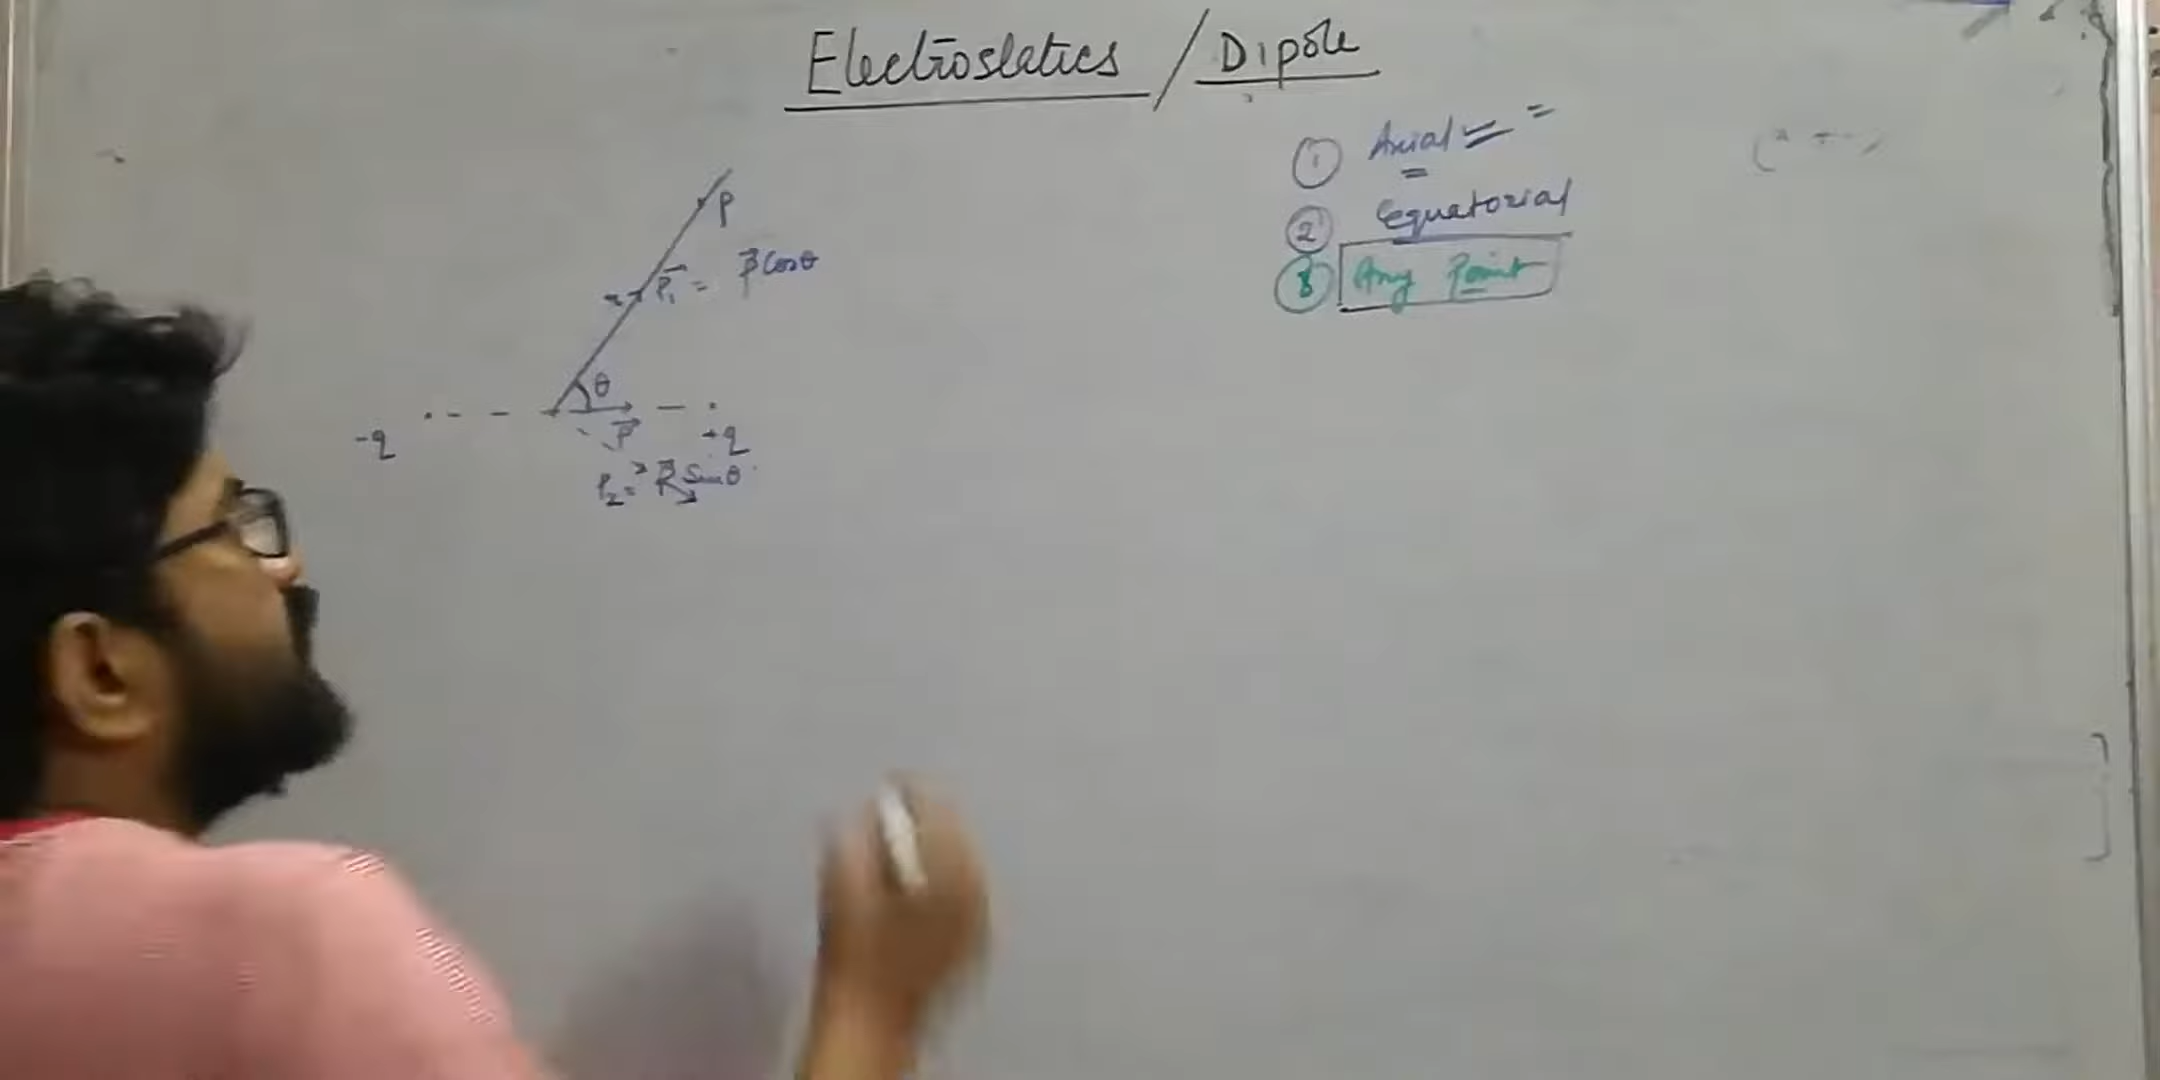 Electrostatics / Dipole
① Axial =
② Equatorial
③ Any Point
P
P₁ = P cosθ
θ
-q
P
+q
P₂ = P Sinθ